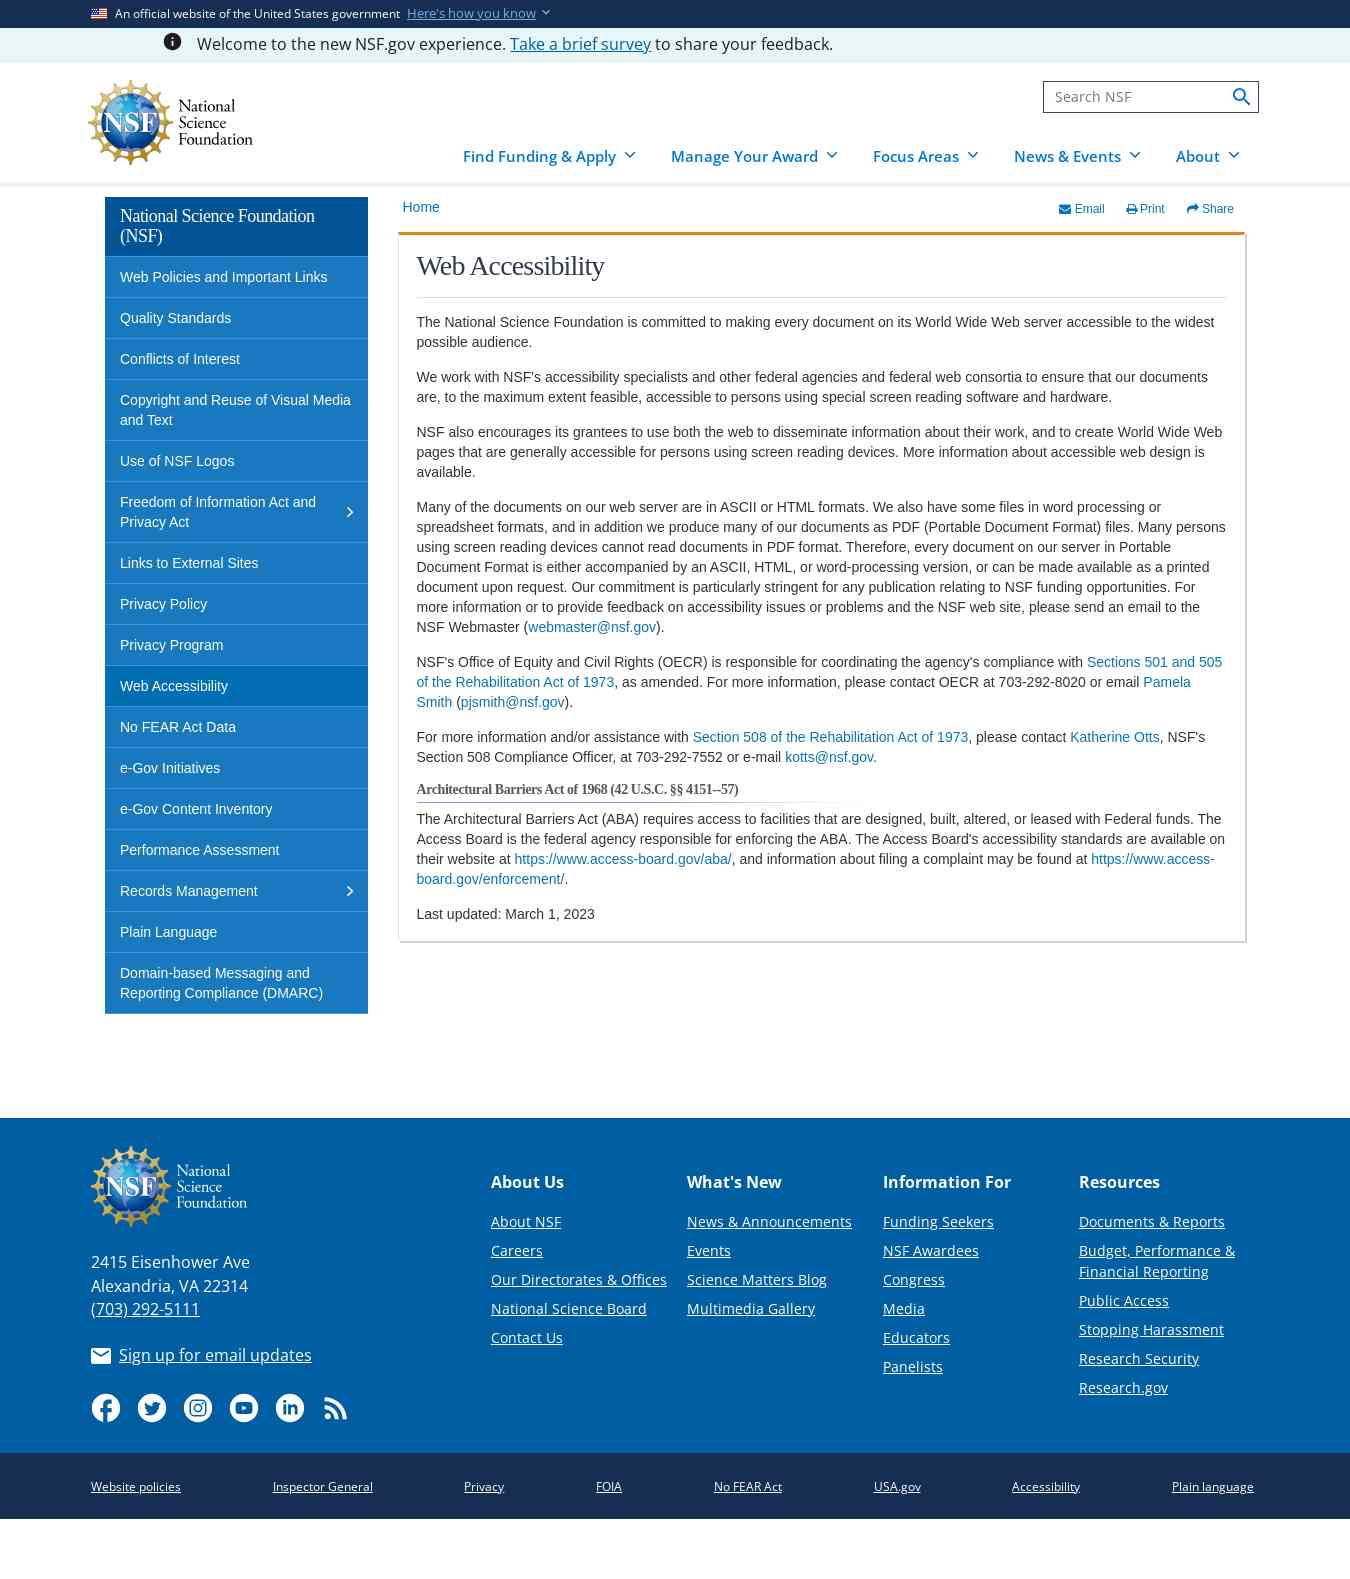 An official website of the United States government Here's how you know
Welcome to the new NSF.gov experience. Take a brief survey to share your feedback.
NSF
National
Science
Foundation
Search NSF
Find Funding & Apply
Manage Your Award
Focus Areas
News & Events
About
National Science Foundation
(NSF)
Web Policies and Important Links
Quality Standards
Conflicts of Interest
Copyright and Reuse of Visual Media
and Text
Use of NSF Logos
Freedom of Information Act and
Privacy Act
Links to External Sites
Privacy Policy
Privacy Program
Web Accessibility
No FEAR Act Data
e-Gov Initiatives
e-Gov Content Inventory
Performance Assessment
Records Management
Plain Language
Domain-based Messaging and
Reporting Compliance (DMARC)
Home
Email
Print
Share
Web Accessibility
The National Science Foundation is committed to making every document on its World Wide Web server accessible to the widest
possible audience.
We work with NSF's accessibility specialists and other federal agencies and federal web consortia to ensure that our documents
are, to the maximum extent feasible, accessible to persons using special screen reading software and hardware.
NSF also encourages its grantees to use both the web to disseminate information about their work, and to create World Wide Web
pages that are generally accessible for persons using screen reading devices. More information about accessible web design is
available.
Many of the documents on our web server are in ASCII or HTML formats. We also have some files in word processing or
spreadsheet formats, and in addition we produce many of our documents as PDF (Portable Document Format) files. Many persons
using screen reading devices cannot read documents in PDF format. Therefore, every document on our server in Portable
Document Format is either accompanied by an ASCII, HTML, or word-processing version, or can be made available as a printed
document upon request. Our commitment is particularly stringent for any publication relating to NSF funding opportunities. For
more information or to provide feedback on accessibility issues or problems and the NSF web site, please send an email to the
NSF Webmaster (webmaster@nsf.gov).
NSF's Office of Equity and Civil Rights (OECR) is responsible for coordinating the agency's compliance with Sections 501 and 505
of the Rehabilitation Act of 1973, as amended. For more information, please contact OECR at 703-292-8020 or email Pamela
Smith (pjsmith@nsf.gov).
For more information and/or assistance with Section 508 of the Rehabilitation Act of 1973, please contact Katherine Otts, NSF's
Section 508 Compliance Officer, at 703-292-7552 or e-mail kotts@nsf.gov.
Architectural Barriers Act of 1968 (42 U.S.C. §§ 4151--57)
The Architectural Barriers Act (ABA) requires access to facilities that are designed, built, altered, or leased with Federal funds. The
Access Board is the federal agency responsible for enforcing the ABA. The Access Board's accessibility standards are available on
their website at https://www.access-board.gov/aba/, and information about filing a complaint may be found at https://www.access-
board.gov/enforcement/.
Last updated: March 1, 2023
NSF
National
Science
Foundation
2415 Eisenhower Ave
Alexandria, VA 22314
(703) 292-5111
Sign up for email updates
About Us
About NSF
Careers
Our Directorates & Offices
National Science Board
Contact Us
What's New
News & Announcements
Events
Science Matters Blog
Multimedia Gallery
Information For
Funding Seekers
NSF Awardees
Congress
Media
Educators
Panelists
Resources
Documents & Reports
Budget, Performance &
Financial Reporting
Public Access
Stopping Harassment
Research Security
Research.gov
Website policies
Inspector General
Privacy
FOIA
No FEAR Act
USA.gov
Accessibility
Plain language